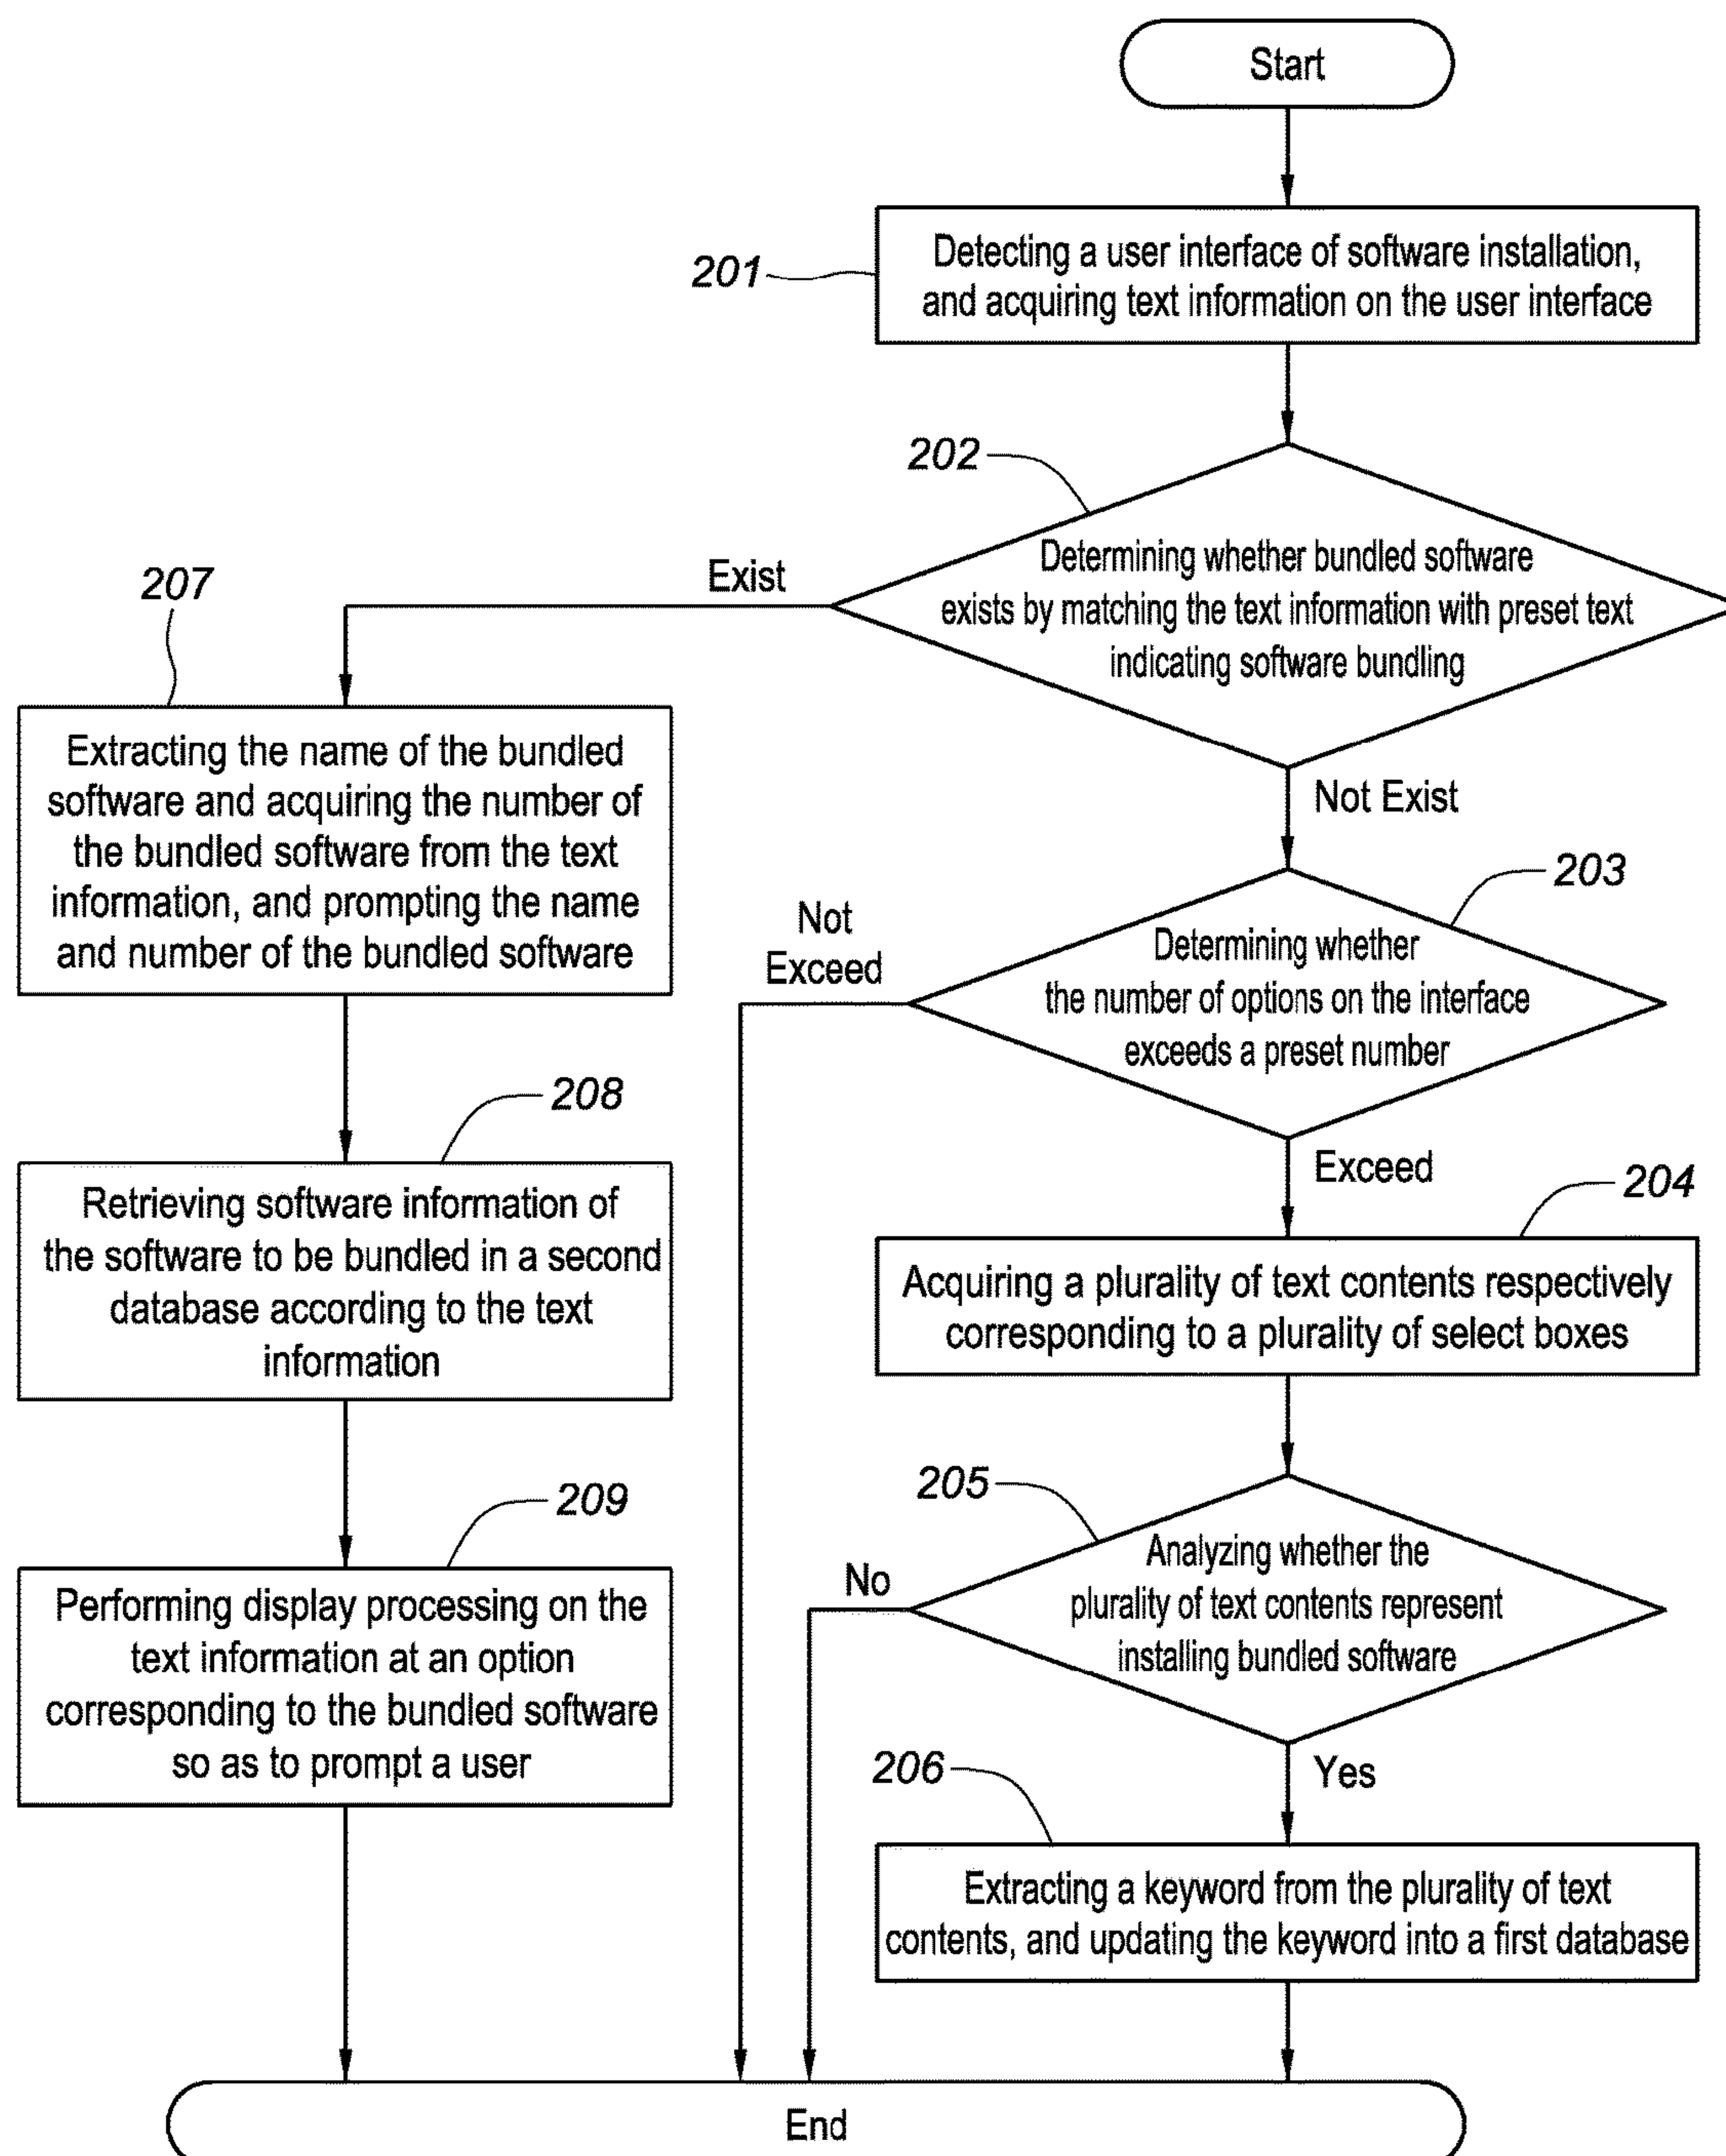 Start
201
Detecting a user interface of software installation,
and acquiring text information on the user interface
202
Determining whether bundled software
exists by matching the text information with preset text
indicating software bundling
Exist
Not Exist
207
Extracting the name of the bundled
software and acquiring the number of
the bundled software from the text
information, and prompting the name
and number of the bundled software
203
Determining whether
the number of options on the interface
exceeds a preset number
Not
Exceed
Exceed
208
Retrieving software information of
the software to be bundled in a second
database according to the text
information
204
Acquiring a plurality of text contents respectively
corresponding to a plurality of select boxes
205
Analyzing whether the
plurality of text contents represent
installing bundled software
No
Yes
209
Performing display processing on the
text information at an option
corresponding to the bundled software
so as to prompt a user
206
Extracting a keyword from the plurality of text
contents, and updating the keyword into a first database
End